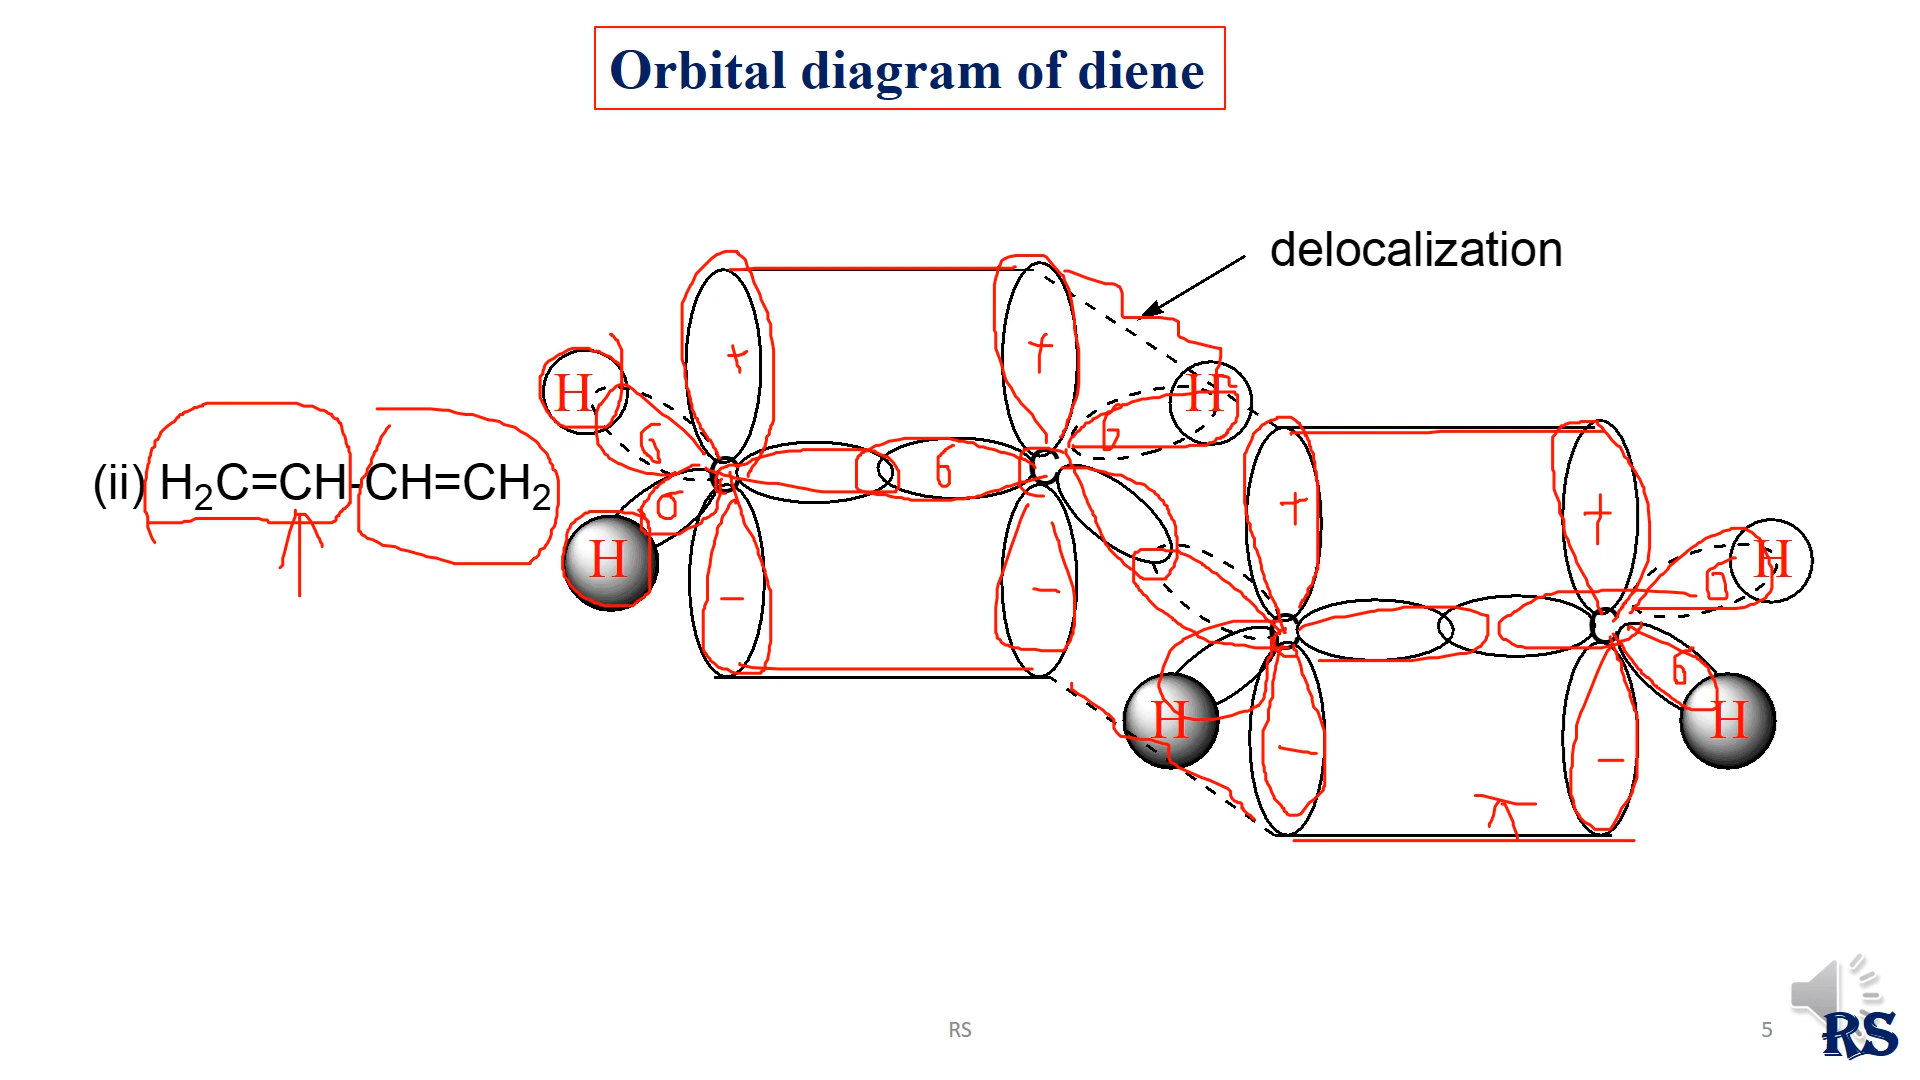 Orbital diagram of diene
delocalization
(ii) H₂C=CH-CH=CH₂
+ +
H H
σ σ σ
σ
+ +
H H H
− −
σ σ
H H
− −
π
RS
5
RS